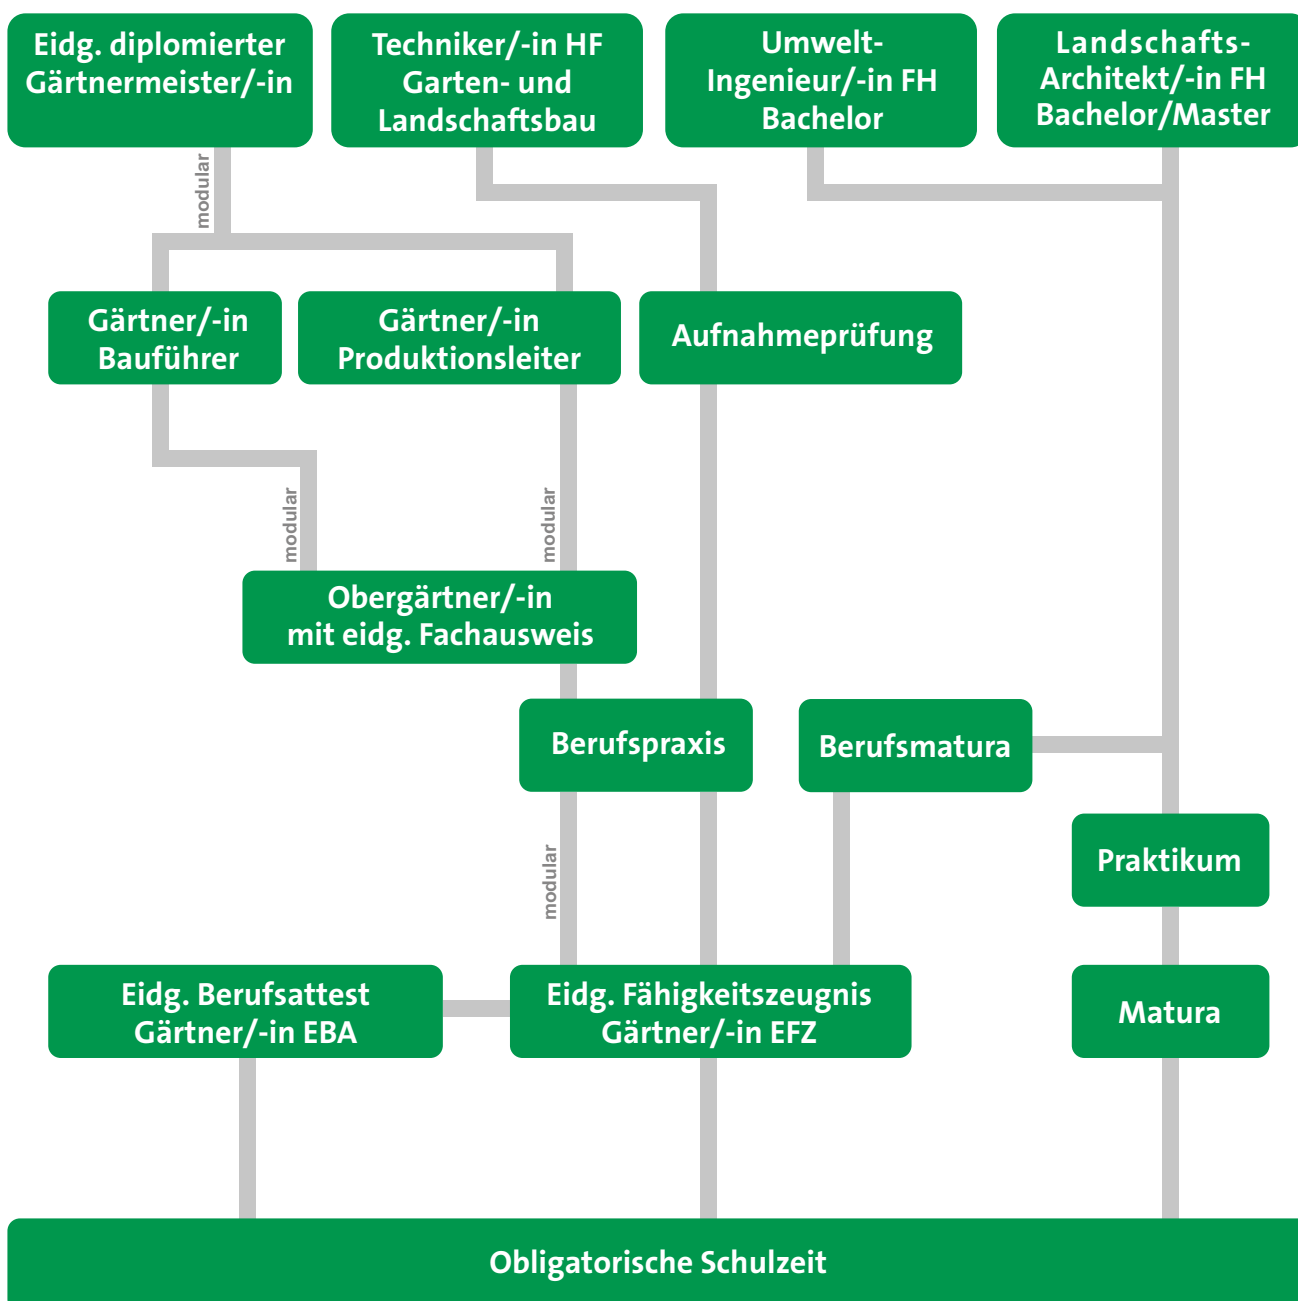 Eidg. diplomierter
Gärtnermeister/-in
Techniker/-in HF
Garten- und
Landschaftsbau
Umwelt-
Ingenieur/-in FH
Bachelor
Landschafts-
Architekt/-in FH
Bachelor/Master
modular
Gärtner/-in
Bauführer
Gärtner/-in
Produktionsleiter
Aufnahmeprüfung
modular
modular
Obergärtner/-in
mit eidg. Fachausweis
Berufspraxis
Berufsmatura
modular
Praktikum
Eidg. Berufsattest
Gärtner/-in EBA
Eidg. Fähigkeitszeugnis
Gärtner/-in EFZ
Matura
Obligatorische Schulzeit